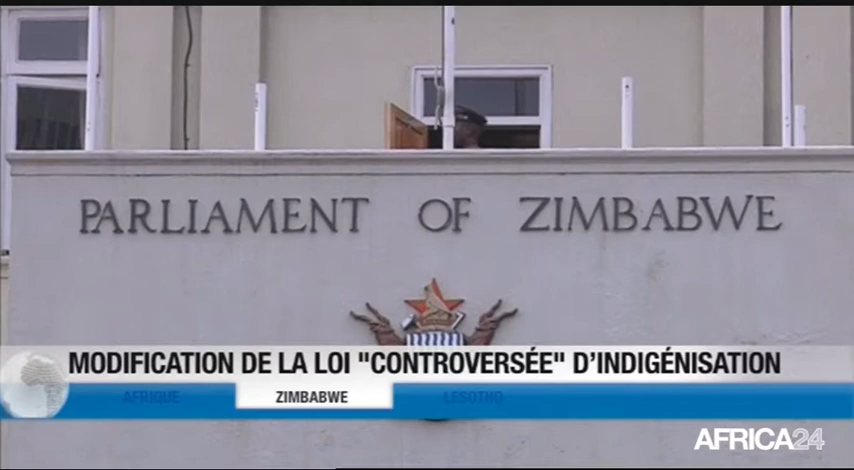 PARLIAMENT OF ZIMBABWE
MODIFICATION DE LA LOI "CONTROVERSÉE" D'INDIGÉNISATION
AFRIQUE ZIMBABWE LESOTHO
AFRICA24